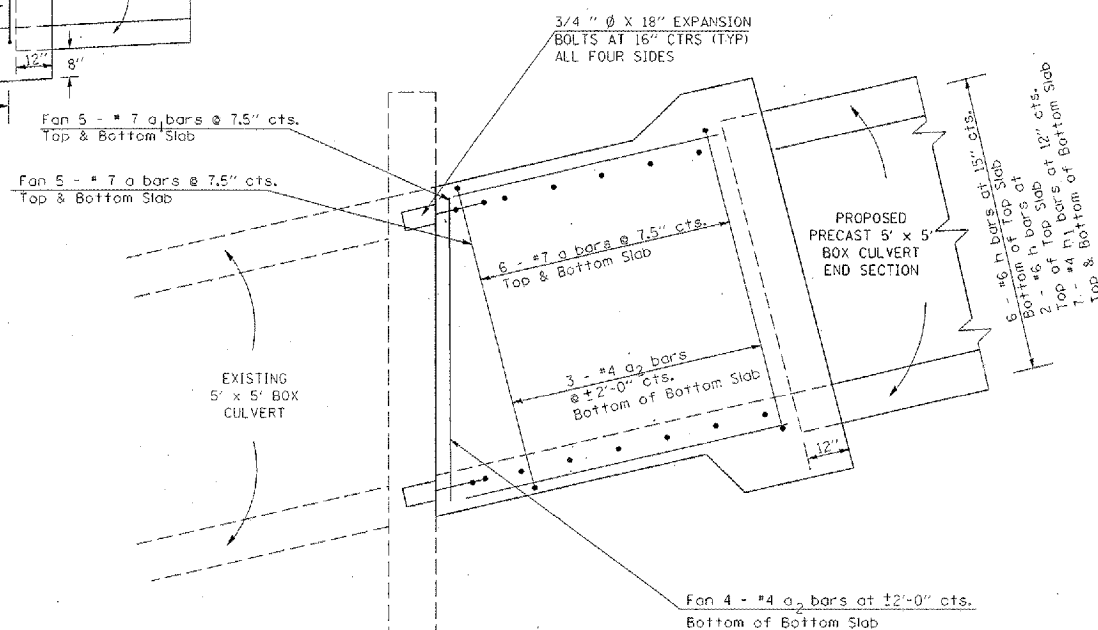 12"
8"
3/4 " Ø X 18" EXPANSION
BOLTS AT 16" CTRS (TYP)
ALL FOUR SIDES
Fan 5 - # 7 a₁ bars @ 7.5" cts.
Top & Bottom Slab
Fan 5 - # 7 a bars @ 7.5" cts.
Top & Bottom Slab
6 - #7 a bars @ 7.5" cts.
Top & Bottom Slab
PROPOSED
PRECAST 5' x 5'
BOX CULVERT
END SECTION
6 - #6 h bars at 15" cts.
Bottom of Top Slab
2 - #6 h bars at 12" cts.
Top of Top Slab
7 - #4 h₁ bars at
Top & Bottom of Bottom Slab
EXISTING
5' x 5' BOX
CULVERT
3 - #4 a₂ bars
@ ±2'-0" cts.
Bottom of Bottom Slab
12"
Fan 4 - #4 a₂ bars at ±2'-0" cts.
Bottom of Bottom Slab